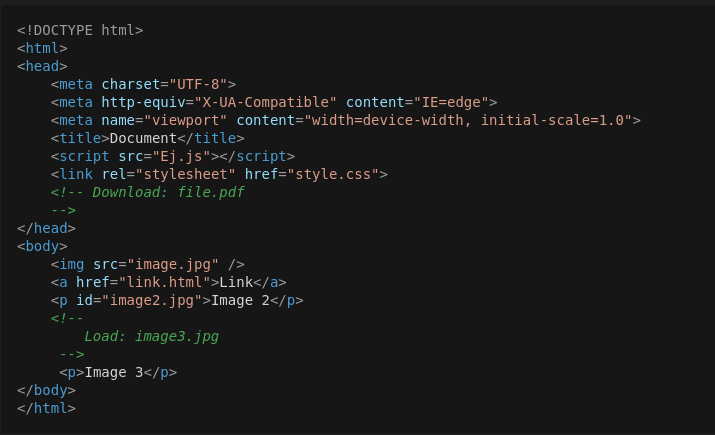 <!DOCTYPE html>
<html>
<head>
    <meta charset="UTF-8">
    <meta http-equiv="X-UA-Compatible" content="IE=edge">
    <meta name="viewport" content="width=device-width, initial-scale=1.0">
    <title>Document</title>
    <script src="Ej.js"></script>
    <link rel="stylesheet" href="style.css">
    <!-- Download: file.pdf
    -->
</head>
<body>
    <img src="image.jpg" />
    <a href="link.html">Link</a>
    <p id="image2.jpg">Image 2</p>
    <!--
        Load: image3.jpg
     -->
     <p>Image 3</p>
</body>
</html>